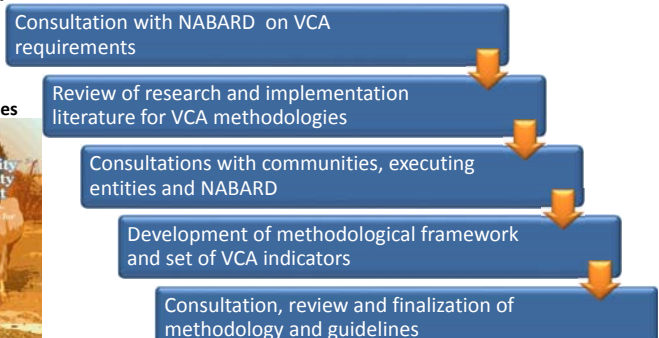 Consultation with NABARD on VCA
requirements
Review of research and implementation
literature for VCA methodologies
es
Consultations with communities, executing
entities and NABARD
Development of methodological framework
and set of VCA indicators
Consultation, review and finalization of
methodology and guidelines